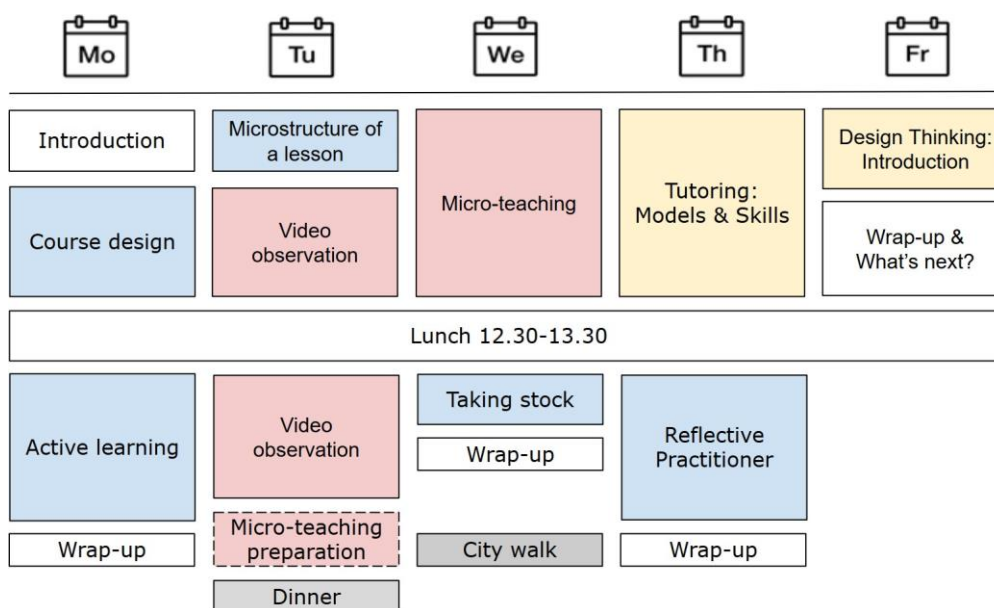 Mo
Tu
We
Th
Fr
Introduction
Microstructure of
a lesson
Micro-teaching
Tutoring:
Models & Skills
Design Thinking:
Introduction
Course design
Video
observation
Wrap-up &
What's next?
Lunch 12.30-13.30
Active learning
Video
observation
Taking stock
Wrap-up
Reflective
Practitioner
Wrap-up
Micro-teaching
preparation
City walk
Wrap-up
Dinner